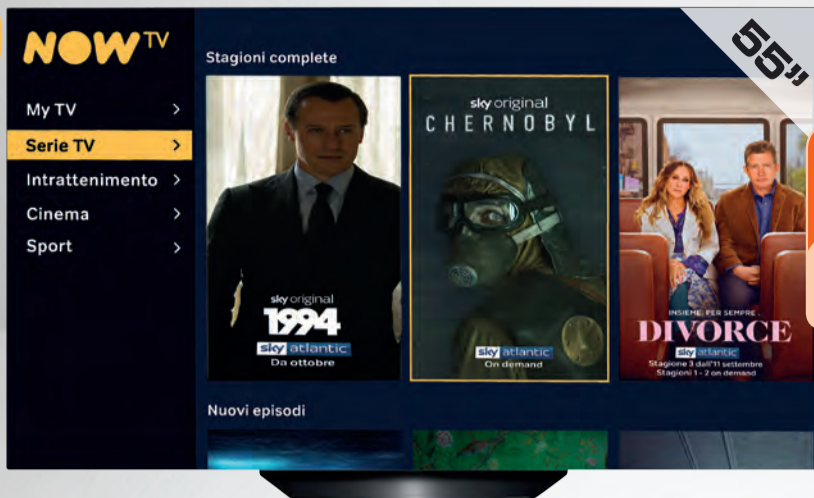 NOW TV
My TV
Serie TV
Intrattenimento
Cinema
Sport
Stagioni complete
sky original
1994
sky atlantic
Da ottobre
sky original
CHERNOBYL
sky atlantic
On demand
INSIEME. PER SEMPRE.
DIVORCE
sky atlantic
Stagione 3 dall'11 settembre
Stagioni 1 - 2 on demand
55”
Nuovi episodi